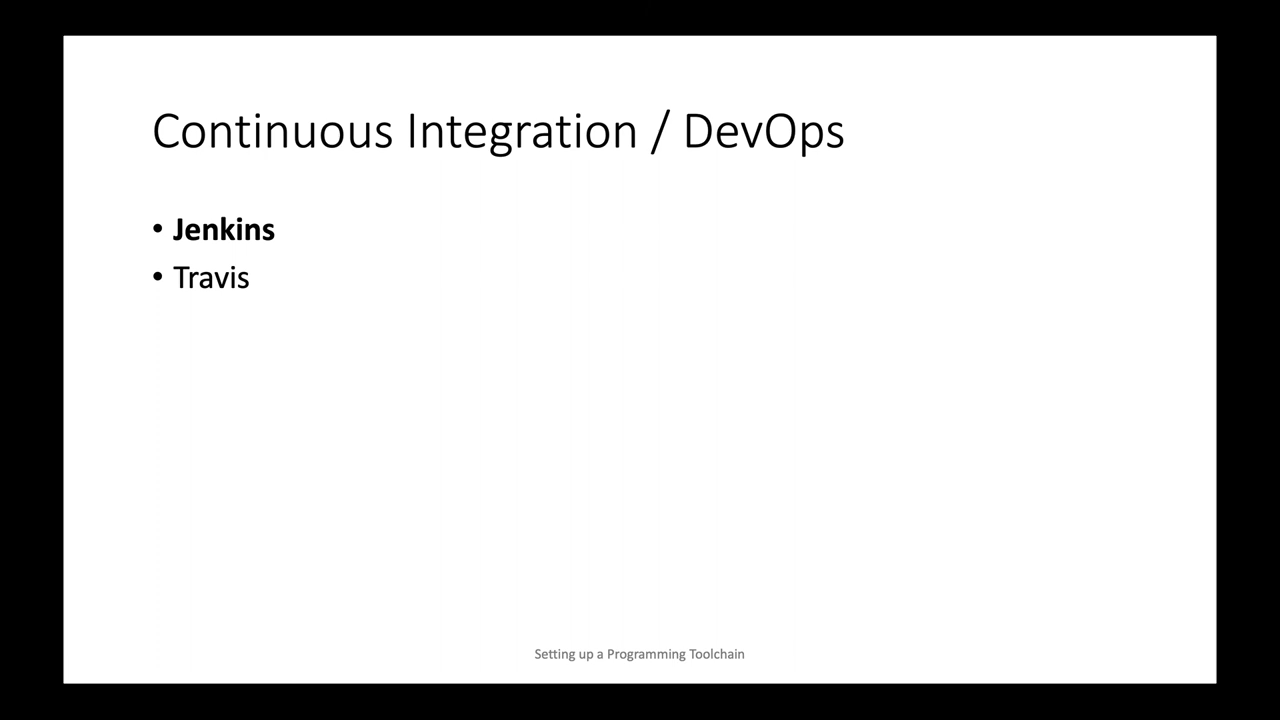 Continuous Integration / DevOps
• Jenkins
• Travis
Setting up a Programming Toolchain